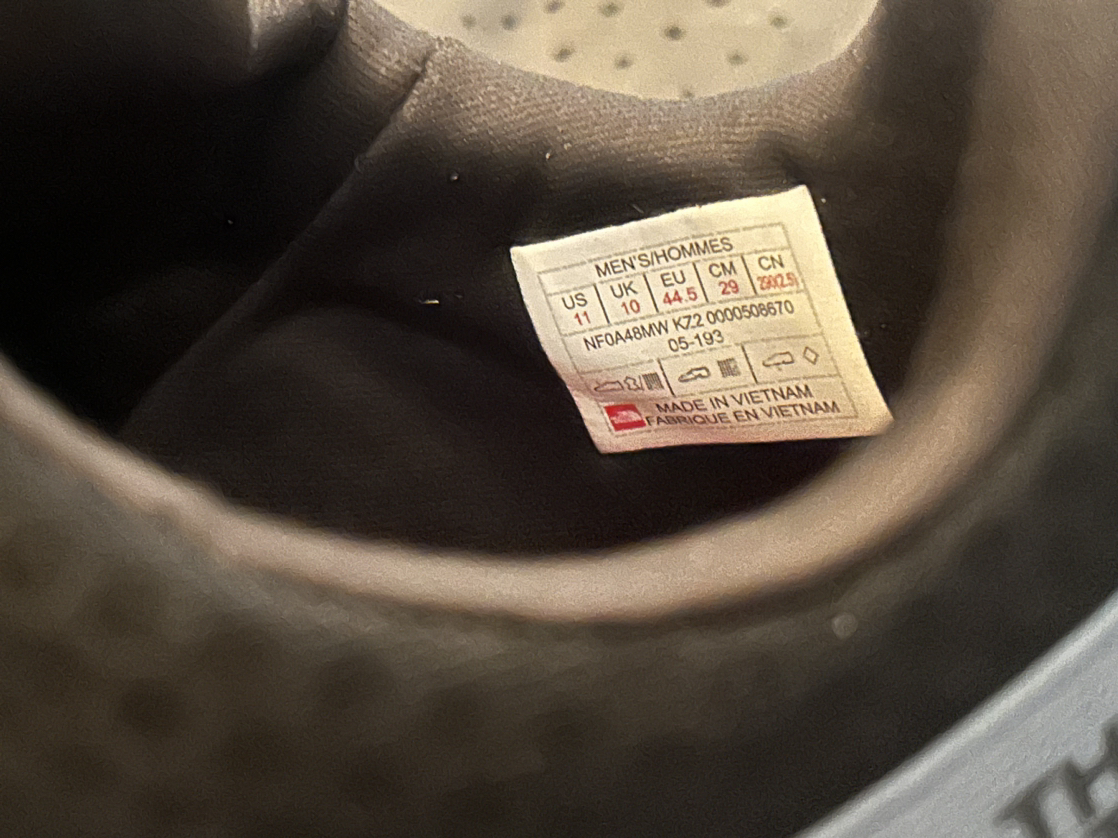 MEN'S/HOMMES
US UK EU CM CN
11 10 44.5 29 290(2.5)
NF0A48MW KZ2 0000508670
05-193
MADE IN VIETNAM
FABRIQUE EN VIETNAM
TH